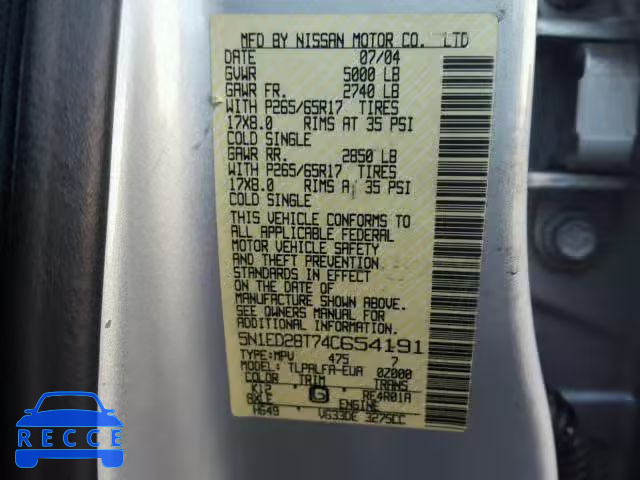 MFD BY NISSAN MOTOR CO. LTD
DATE 07/04
GVWR 5000 LB
GAWR FR. 2740 LB
WITH P265/65R17 TIRES
17X8.0 RIMS AT 35 PSI
COLD SINGLE
GAWR RR. 2850 LB
WITH P265/65R17 TIRES
17X8.0 RIMS A 35 PSI
COLD SINGLE
THIS VEHICLE CONFORMS TO
ALL APPLICABLE FEDERAL
MOTOR VEHICLE SAFETY
AND THEFT PREVENTION
STANDARDS IN EFFECT
ON THE DATE OF
MANUFACTURE SHOWN ABOVE.
SEE OWNERS MANUAL FOR
ADDITIONAL INFORMATION
5N1ED28T74C654191
TYPE:MPV 475 7
MODEL: TLPALFA-EWA 0Z000
COLOR TRIM TRANS
K12 G RE4R01A
AXLE ENGINE
H649 VG33DE 3275CC
RECCE